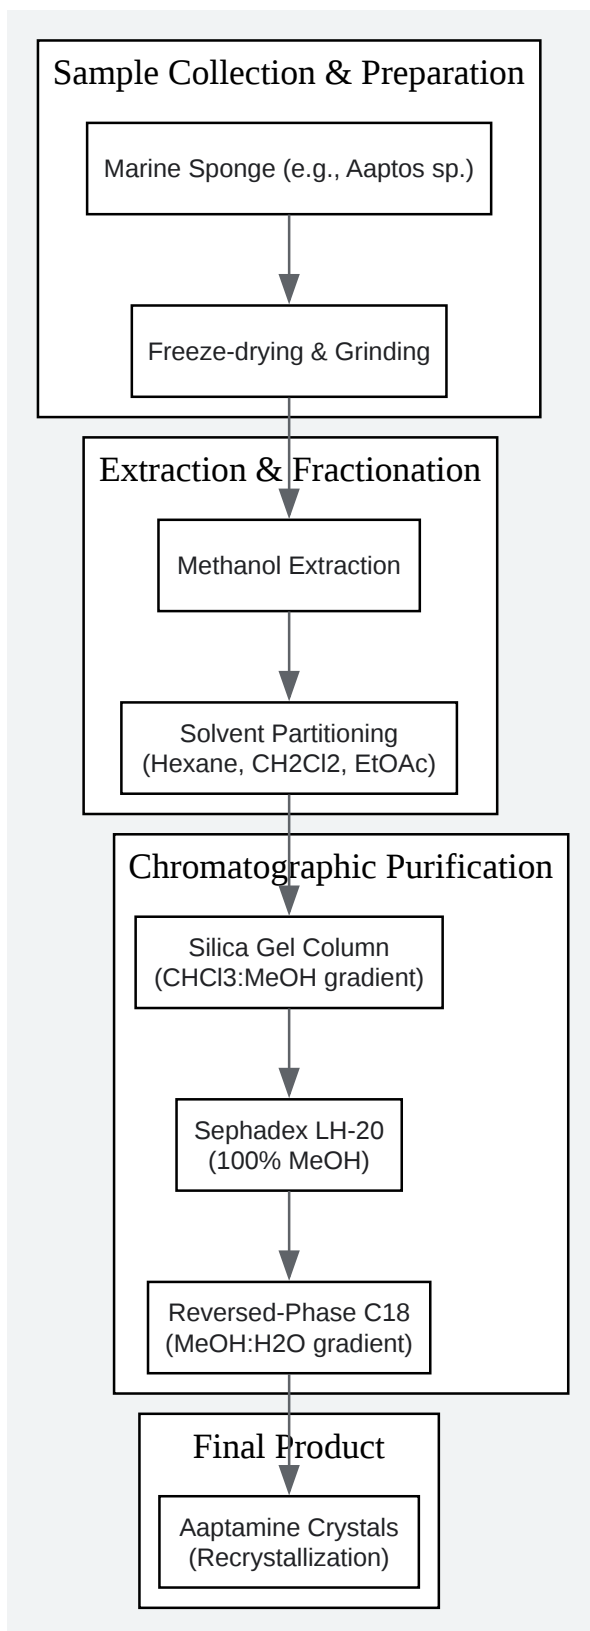 Sample Collection & Preparation
Marine Sponge (e.g., Aaptos sp.)
Freeze-drying & Grinding
Extraction & Fractionation
Methanol Extraction
Solvent Partitioning
(Hexane, CH2Cl2, EtOAc)
Chromatographic Purification
Silica Gel Column
(CHCl3:MeOH gradient)
Sephadex LH-20
(100% MeOH)
Reversed-Phase C18
(MeOH:H2O gradient)
Final Product
Aaptamine Crystals
(Recrystallization)